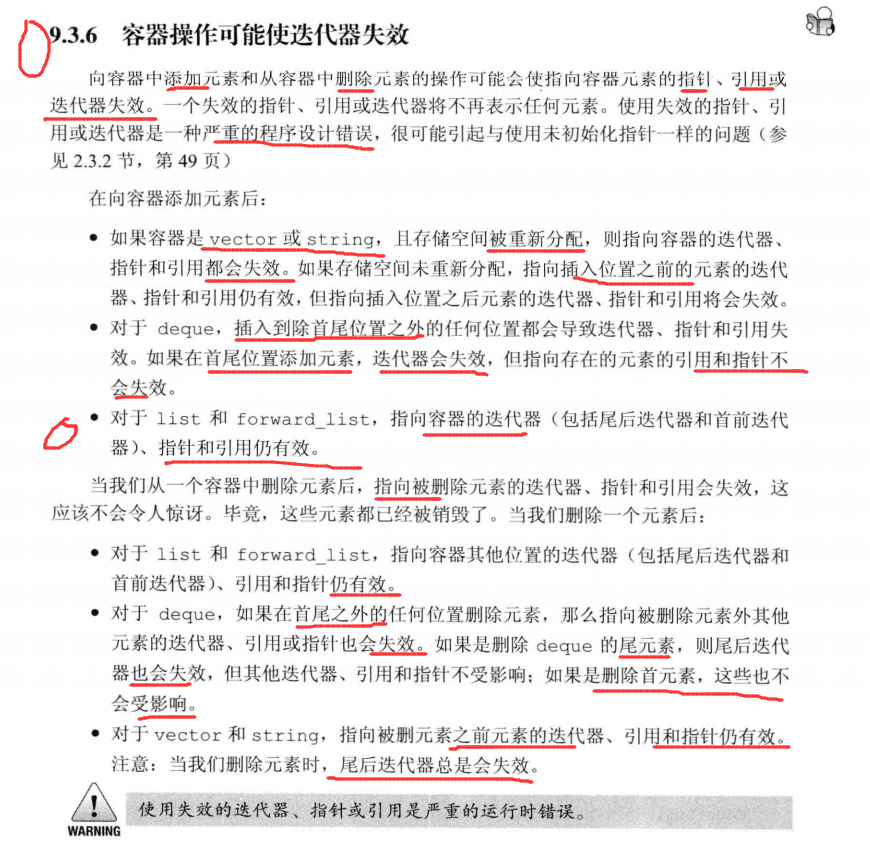 9.3.6 容器操作可能使迭代器失效
向容器中添加元素和从容器中删除元素的操作可能会使指向容器元素的指针、引用或
迭代器失效。一个失效的指针、引用或迭代器将不再表示任何元素。使用失效的指针、引
用或迭代器是一种严重的程序设计错误，很可能引起与使用未初始化指针一样的问题（参
见 2.3.2 节，第 49 页）
在向容器添加元素后：
• 如果容器是 vector 或 string，且存储空间被重新分配，则指向容器的迭代器、
指针和引用都会失效。如果存储空间未重新分配，指向插入位置之前的元素的迭代
器、指针和引用仍有效，但指向插入位置之后元素的迭代器、指针和引用将会失效。
• 对于 deque，插入到除首尾位置之外的任何位置都会导致迭代器、指针和引用失
效。如果在首尾位置添加元素，迭代器会失效，但指向存在的元素的引用和指针不
会失效。
• 对于 list 和 forward_list，指向容器的迭代器（包括尾后迭代器和首前迭代
器）、指针和引用仍有效。
当我们从一个容器中删除元素后，指向被删除元素的迭代器、指针和引用会失效，这
应该不会令人惊讶。毕竟，这些元素都已经被销毁了。当我们删除一个元素后：
• 对于 list 和 forward_list，指向容器其他位置的迭代器（包括尾后迭代器和
首前迭代器）、引用和指针仍有效。
• 对于 deque，如果在首尾之外的任何位置删除元素，那么指向被删除元素外其他
元素的迭代器、引用或指针也会失效。如果是删除 deque 的尾元素，则尾后迭代
器也会失效，但其他迭代器、引用和指针不受影响；如果是删除首元素，这些也不
会受影响。
• 对于 vector 和 string，指向被删元素之前元素的迭代器、引用和指针仍有效。
注意：当我们删除元素时，尾后迭代器总是会失效。
使用失效的迭代器、指针或引用是严重的运行时错误。
WARNING